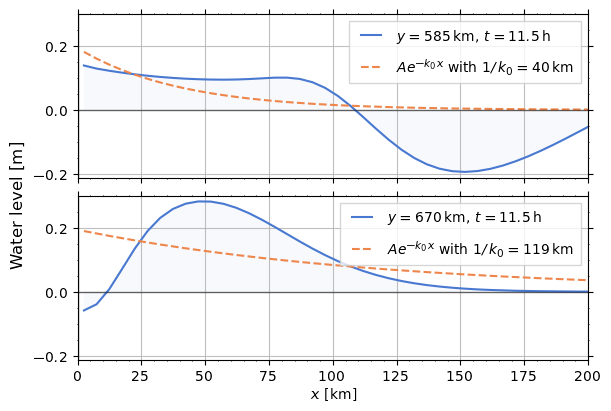 0.2
0.0
−0.2
y = 585 km, t = 11.5 h
Ae^{−k₀x} with 1/k₀ = 40 km
Water level [m]
0.2
0.0
−0.2
y = 670 km, t = 11.5 h
Ae^{−k₀x} with 1/k₀ = 119 km
0 25 50 75 100 125 150 175 200
x [km]